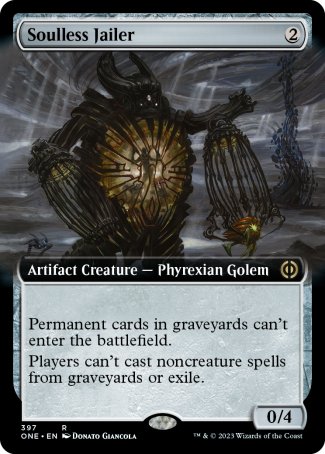 Soulless Jailer 2
Artifact Creature — Phyrexian Golem
Permanent cards in graveyards can't
enter the battlefield.
Players can't cast noncreature spells
from graveyards or exile.
0/4
397 R
ONE • EN Donato Giancola
™ & © 2023 Wizards of the Coast